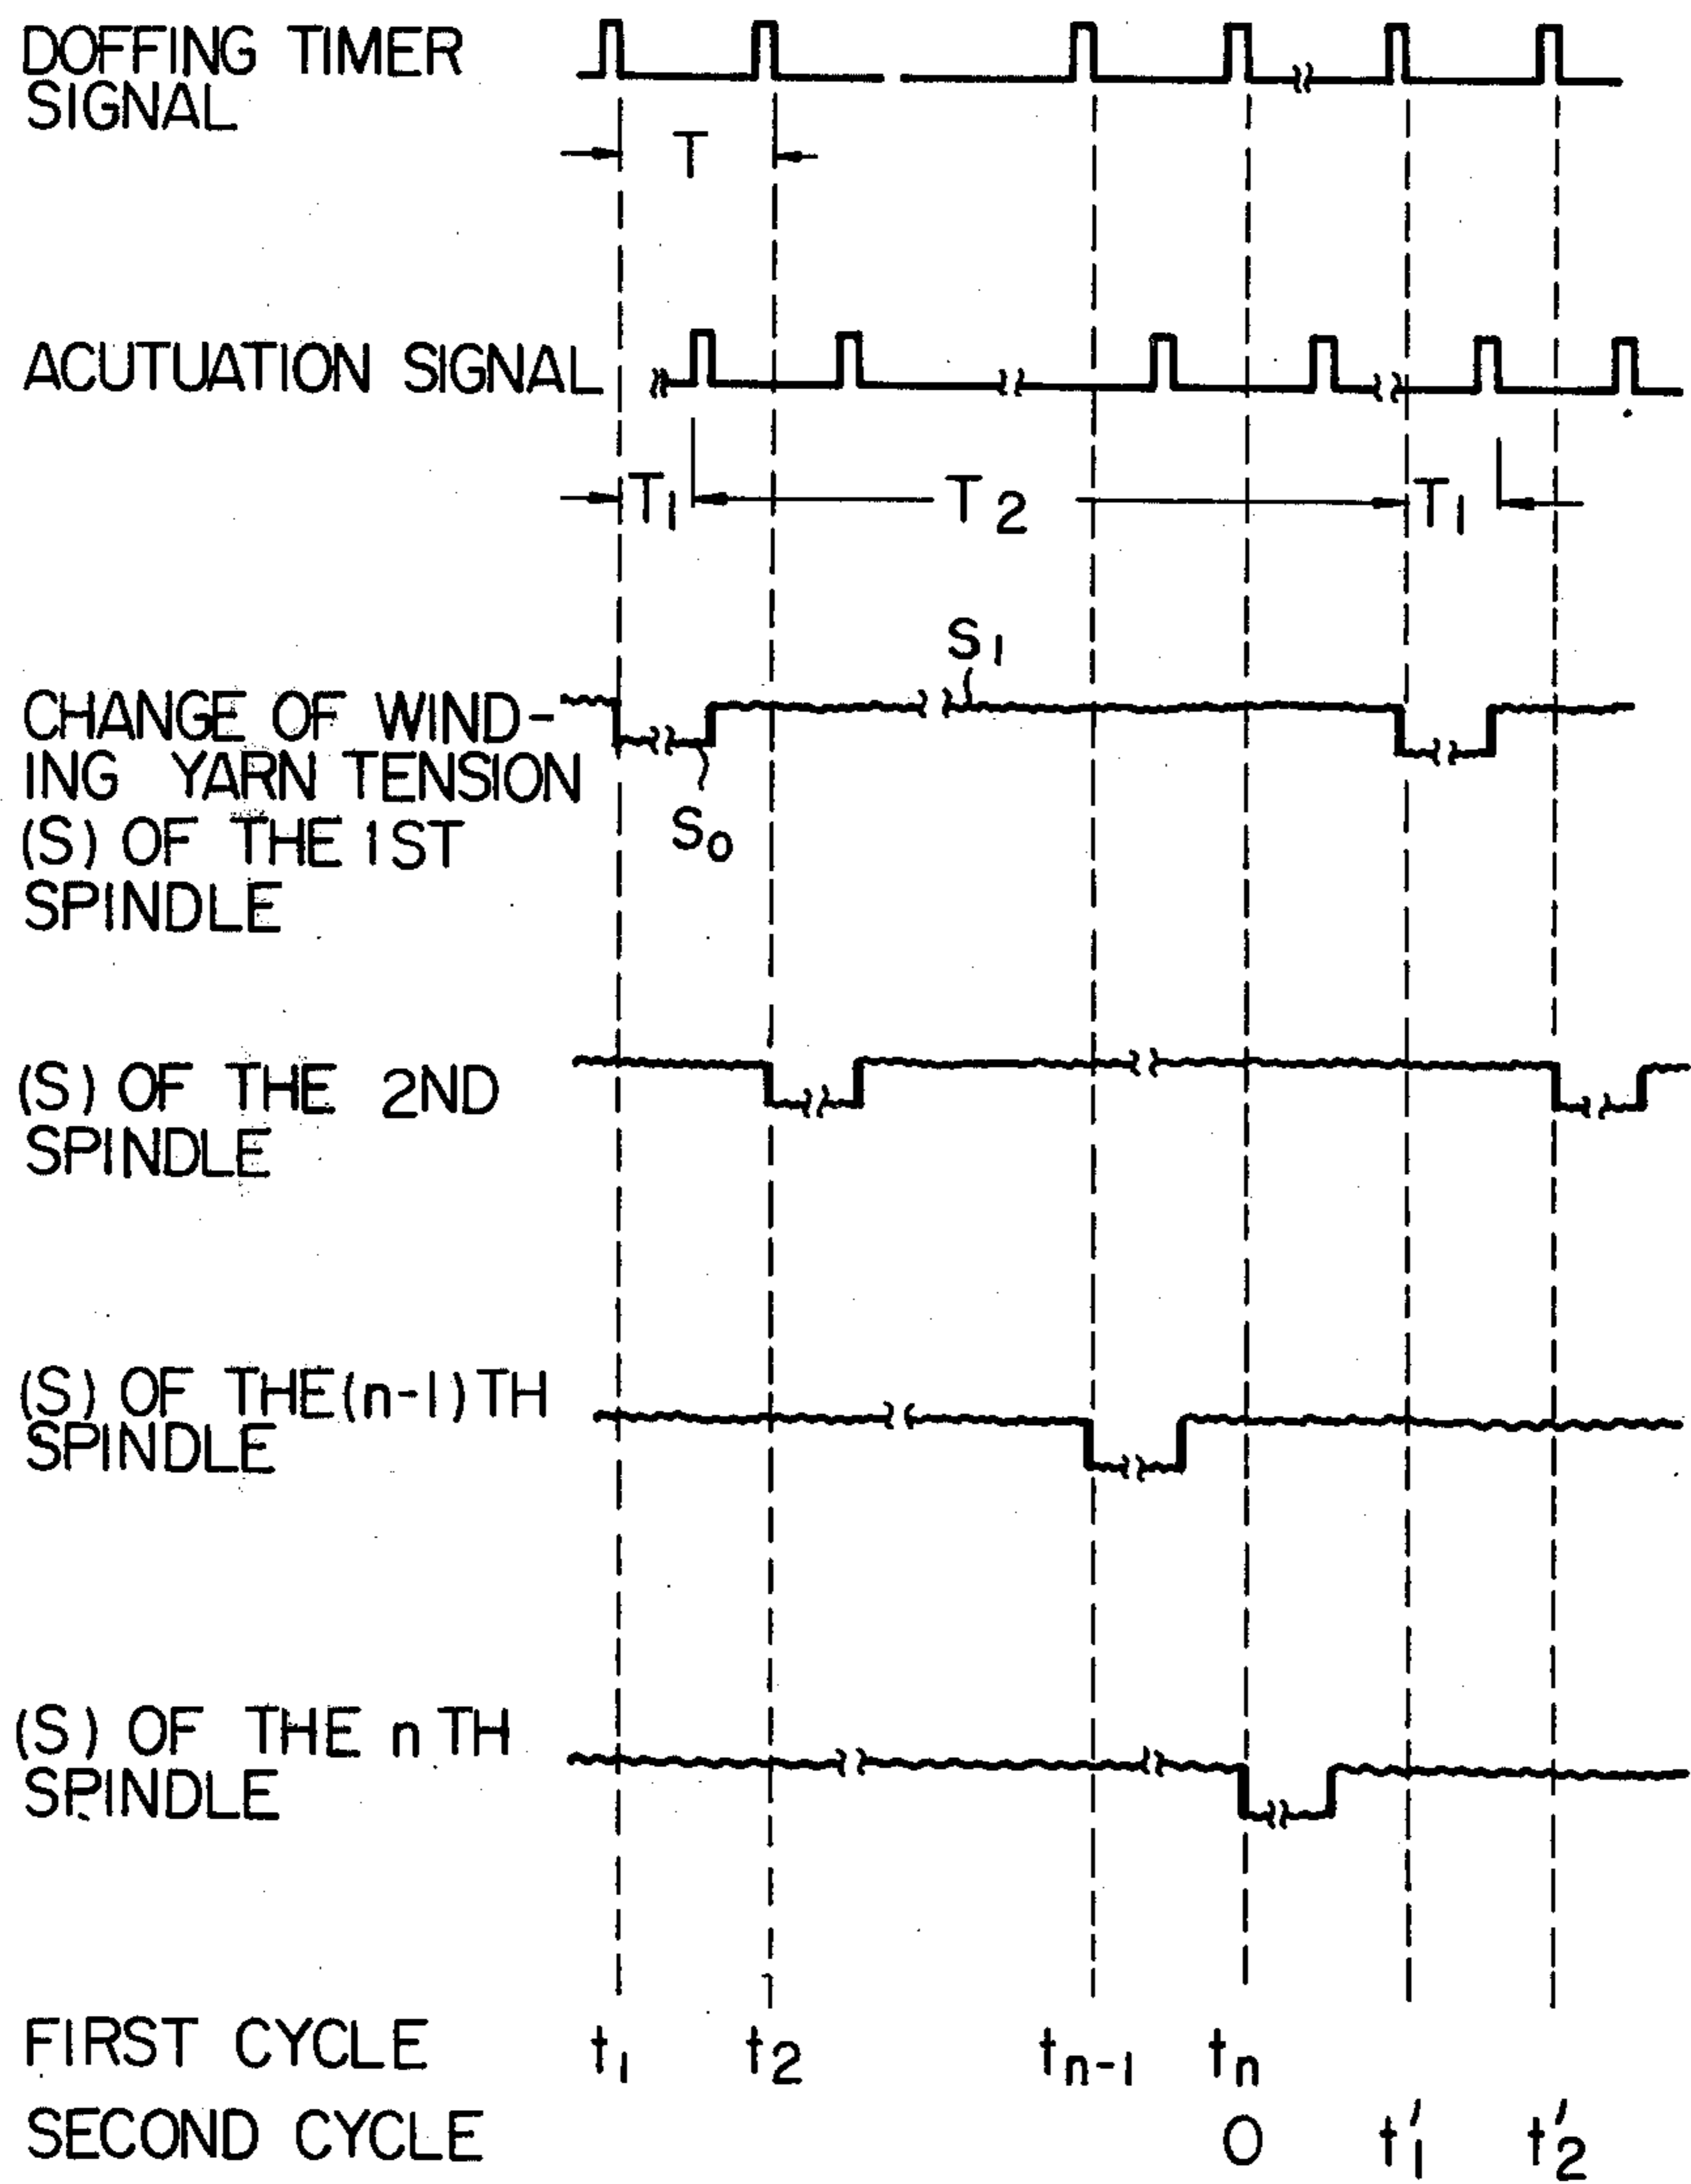 DOFFING TIMER
SIGNAL
T
ACUTUATION SIGNAL
T1 T2 T1
S1
CHANGE OF WIND-
ING YARN TENSION
(S) OF THE 1ST
SPINDLE
S0
(S) OF THE 2ND
SPINDLE
(S) OF THE (n-1) TH
SPINDLE
(S) OF THE n TH
SPINDLE
FIRST CYCLE t1 t2 tn-1 tn
SECOND CYCLE 0 t'1 t'2